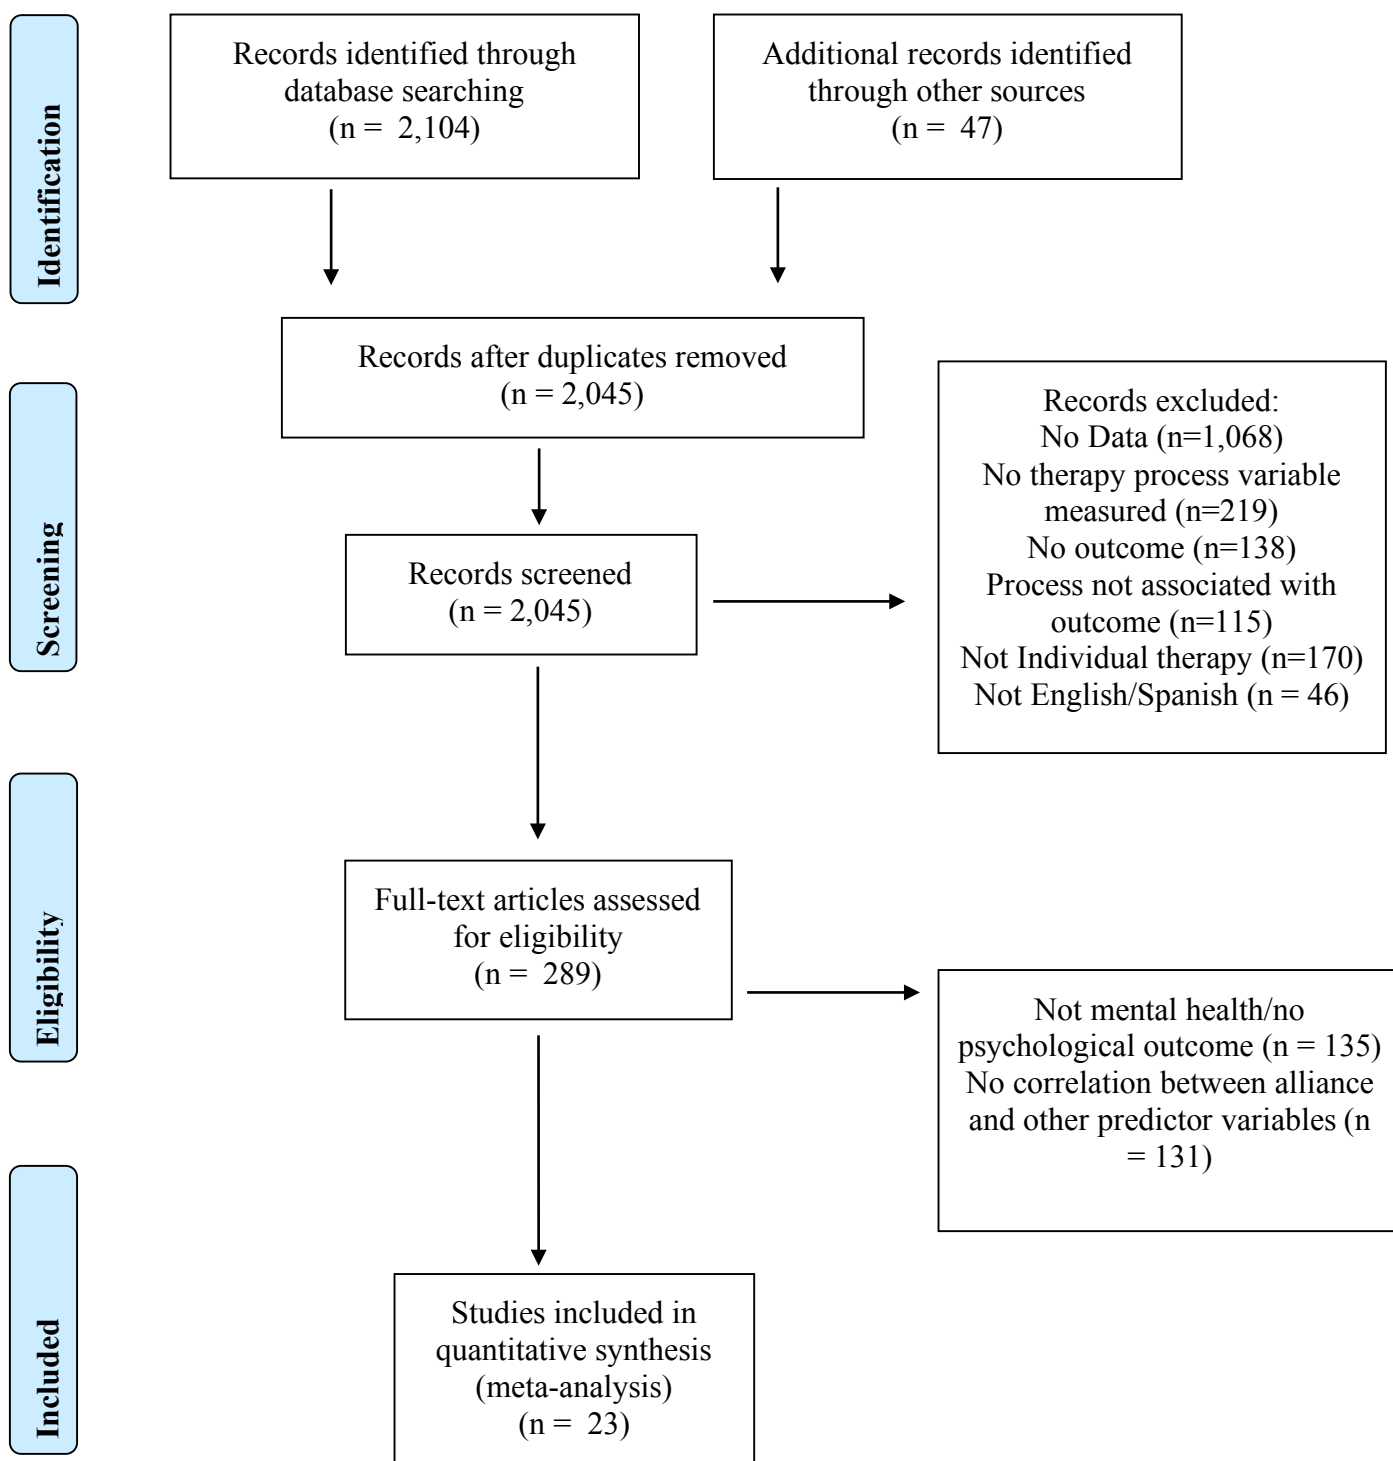 Identification
Records identified through
database searching
(n = 2,104)
Additional records identified
through other sources
(n = 47)
Records after duplicates removed
(n = 2,045)
Screening
Records screened
(n = 2,045)
Records excluded:
No Data (n=1,068)
No therapy process variable
measured (n=219)
No outcome (n=138)
Process not associated with
outcome (n=115)
Not Individual therapy (n=170)
Not English/Spanish (n = 46)
Eligibility
Full-text articles assessed
for eligibility
(n = 289)
Not mental health/no
psychological outcome (n = 135)
No correlation between alliance
and other predictor variables (n
= 131)
Included
Studies included in
quantitative synthesis
(meta-analysis)
(n = 23)